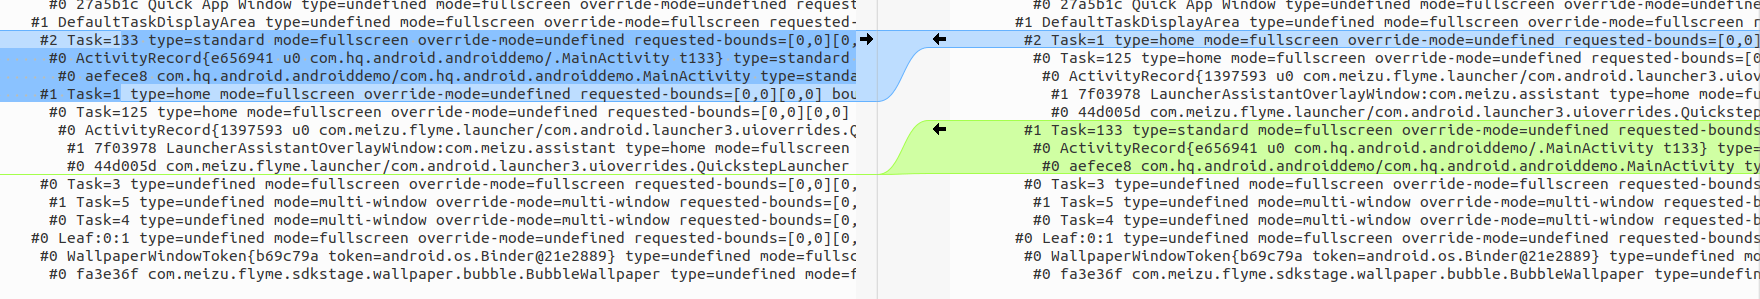 #0 27a5b1c Quick App Window type=undefined mode=fullscreen override-mode=fullscreen request
#1 DefaultTaskDisplayArea type=undefined mode=fullscreen override-mode=fullscreen requested-
#2 Task=133 type=standard mode=fullscreen override-mode=undefined requested-bounds=[0,0][0,
#0 ActivityRecord{e656941 u0 com.hq.android.androiddemo/.MainActivity t133} type=standard
#0 aefece8 com.hq.android.androiddemo/com.hq.android.androiddemo.MainActivity type=standa
#1 Task=1 type=home mode=fullscreen override-mode=undefined requested-bounds=[0,0][0,0] bou
#0 Task=125 type=home mode=fullscreen override-mode=undefined requested-bounds=[0,0][0,0]
#0 ActivityRecord{1397593 u0 com.meizu.flyme.launcher/com.android.launcher3.uioverrides.Q
#1 7f03978 LauncherAssistantOverlayWindow:com.meizu.assistant type=home mode=fullscreen
#0 44d005d com.meizu.flyme.launcher/com.android.launcher3.uioverrides.QuickstepLauncher
#0 Task=3 type=undefined mode=fullscreen override-mode=fullscreen requested-bounds=[0,0][0,
#1 Task=5 type=undefined mode=multi-window override-mode=multi-window requested-bounds=[0,
#0 Task=4 type=undefined mode=multi-window override-mode=multi-window requested-bounds=[0,
#0 Leaf:0:1 type=undefined mode=fullscreen override-mode=undefined requested-bounds=[0,0][0,
#0 WallpaperWindowToken{b69c79a token=android.os.Binder@21e2889} type=undefined mode=fullsc
#0 fa3e36f com.meizu.flyme.sdkstage.wallpaper.bubble.BubbleWallpaper type=undefined mode=f
#0 27a5b1c Quick App Window type=undefined mode=fullscreen override-mode=fulls
#1 DefaultTaskDisplayArea type=undefined mode=fullscreen override-mode=fullscreen r
#2 Task=1 type=home mode=fullscreen override-mode=undefined requested-bounds=[0,0]
#0 Task=125 type=home mode=fullscreen override-mode=undefined requested-bounds=[0
#0 ActivityRecord{1397593 u0 com.meizu.flyme.launcher/com.android.launcher3.uiov
#1 7f03978 LauncherAssistantOverlayWindow:com.meizu.assistant type=home mode=fu
#0 44d005d com.meizu.flyme.launcher/com.android.launcher3.uioverrides.Quickstep
#1 Task=133 type=standard mode=fullscreen override-mode=undefined requested-bounds
#0 ActivityRecord{e656941 u0 com.hq.android.androiddemo/.MainActivity t133} type=
#0 aefece8 com.hq.android.androiddemo/com.hq.android.androiddemo.MainActivity ty
#0 Task=3 type=undefined mode=fullscreen override-mode=fullscreen requested-bounds
#1 Task=5 type=undefined mode=multi-window override-mode=multi-window requested-b
#0 Task=4 type=undefined mode=multi-window override-mode=multi-window requested-b
#0 Leaf:0:1 type=undefined mode=fullscreen override-mode=undefined requested-bounds
#0 WallpaperWindowToken{b69c79a token=android.os.Binder@21e2889} type=undefined mo
#0 fa3e36f com.meizu.flyme.sdkstage.wallpaper.bubble.BubbleWallpaper type=undefin